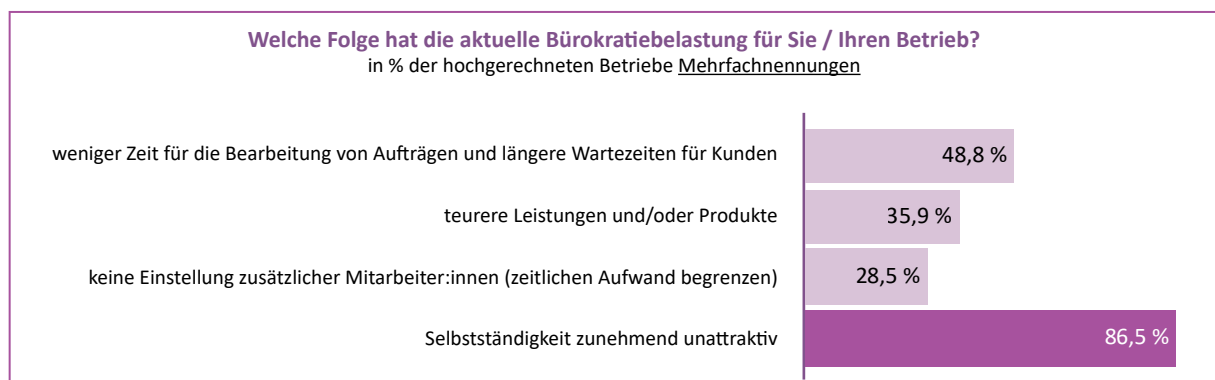 Welche Folge hat die aktuelle Bürokratiebelastung für Sie / Ihren Betrieb?
in % der hochgerechneten Betriebe Mehrfachnennungen
weniger Zeit für die Bearbeitung von Aufträgen und längere Wartezeiten für Kunden 48,8 %
teurere Leistungen und/oder Produkte 35,9 %
keine Einstellung zusätzlicher Mitarbeiter:innen (zeitlichen Aufwand begrenzen) 28,5 %
Selbstständigkeit zunehmend unattraktiv 86,5 %